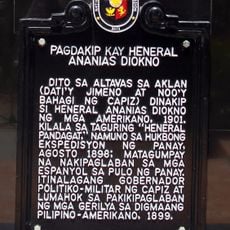 PAGDAKIP KAY HENERAL
ANANIAS DIOKNO
DITO SA ALTAVAS SA AKLAN
(DATI'Y JIMENO AT NOO'Y
BAHAGI NG CAPIZ) DINAKIP
SI HENERAL ANANIAS DIOKNO
NG MGA AMERIKANO, 1901.
KILALA SA TAGURING "HENERAL
PANDAGAT." NAMUNO SA HUKBONG
EKSPEDISYON NG PANAY,
AGOSTO 1898; MATAGUMPAY
NA NAKIPAGLABAN SA MGA
ESPANYOL SA PULO NG PANAY.
ITINALAGANG GOBERNADOR
POLITIKO-MILITAR NG CAPIZ AT
LUMAHOK SA PAKIKIPAGLABAN
NG MGA GERILYA SA DIGMAANG
PILIPINO-AMERIKANO, 1899.